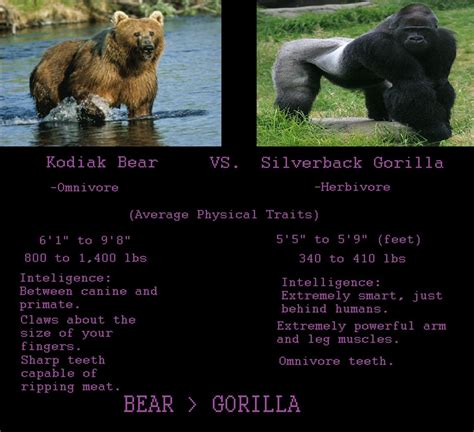 Kodiak Bear VS. Silverback Gorilla
-Omnivore
-Herbivore
(Average Physical Traits)
6'1" to 9'8"
800 to 1,400 lbs
Inteligence:
Between canine and
primate.
Claws about the
size of your
fingers.
Sharp teeth
capable of
ripping meat.
5'5" to 5'9" (feet)
340 to 410 lbs
Intelligence:
Extremely smart, just
behind humans.
Extremely powerful arm
and leg muscles.
Omnivore teeth.
BEAR > GORILLA